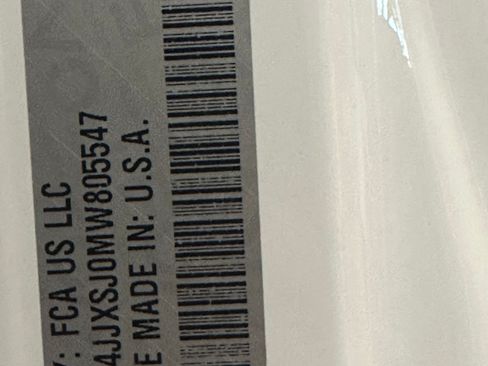 : FCA US LLC
4JJXSJ0MW805547
E MADE IN: U.S.A.